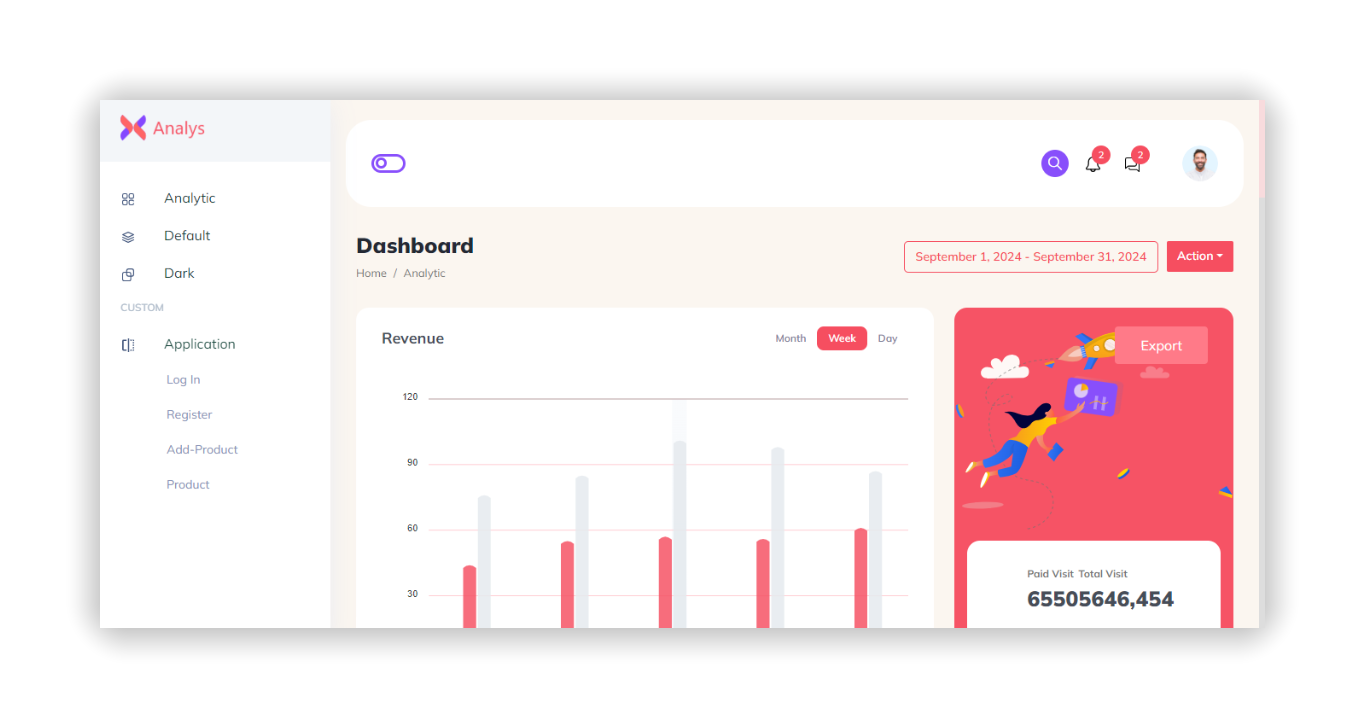 Analys
Analytic
Default
Dark
CUSTOM
Application
Log In
Register
Add-Product
Product
2
2
Dashboard
Home / Analytic
September 1, 2024 - September 31, 2024
Action
Revenue
Month Week Day
120
90
60
30
Export
Paid Visit Total Visit
65505646,454